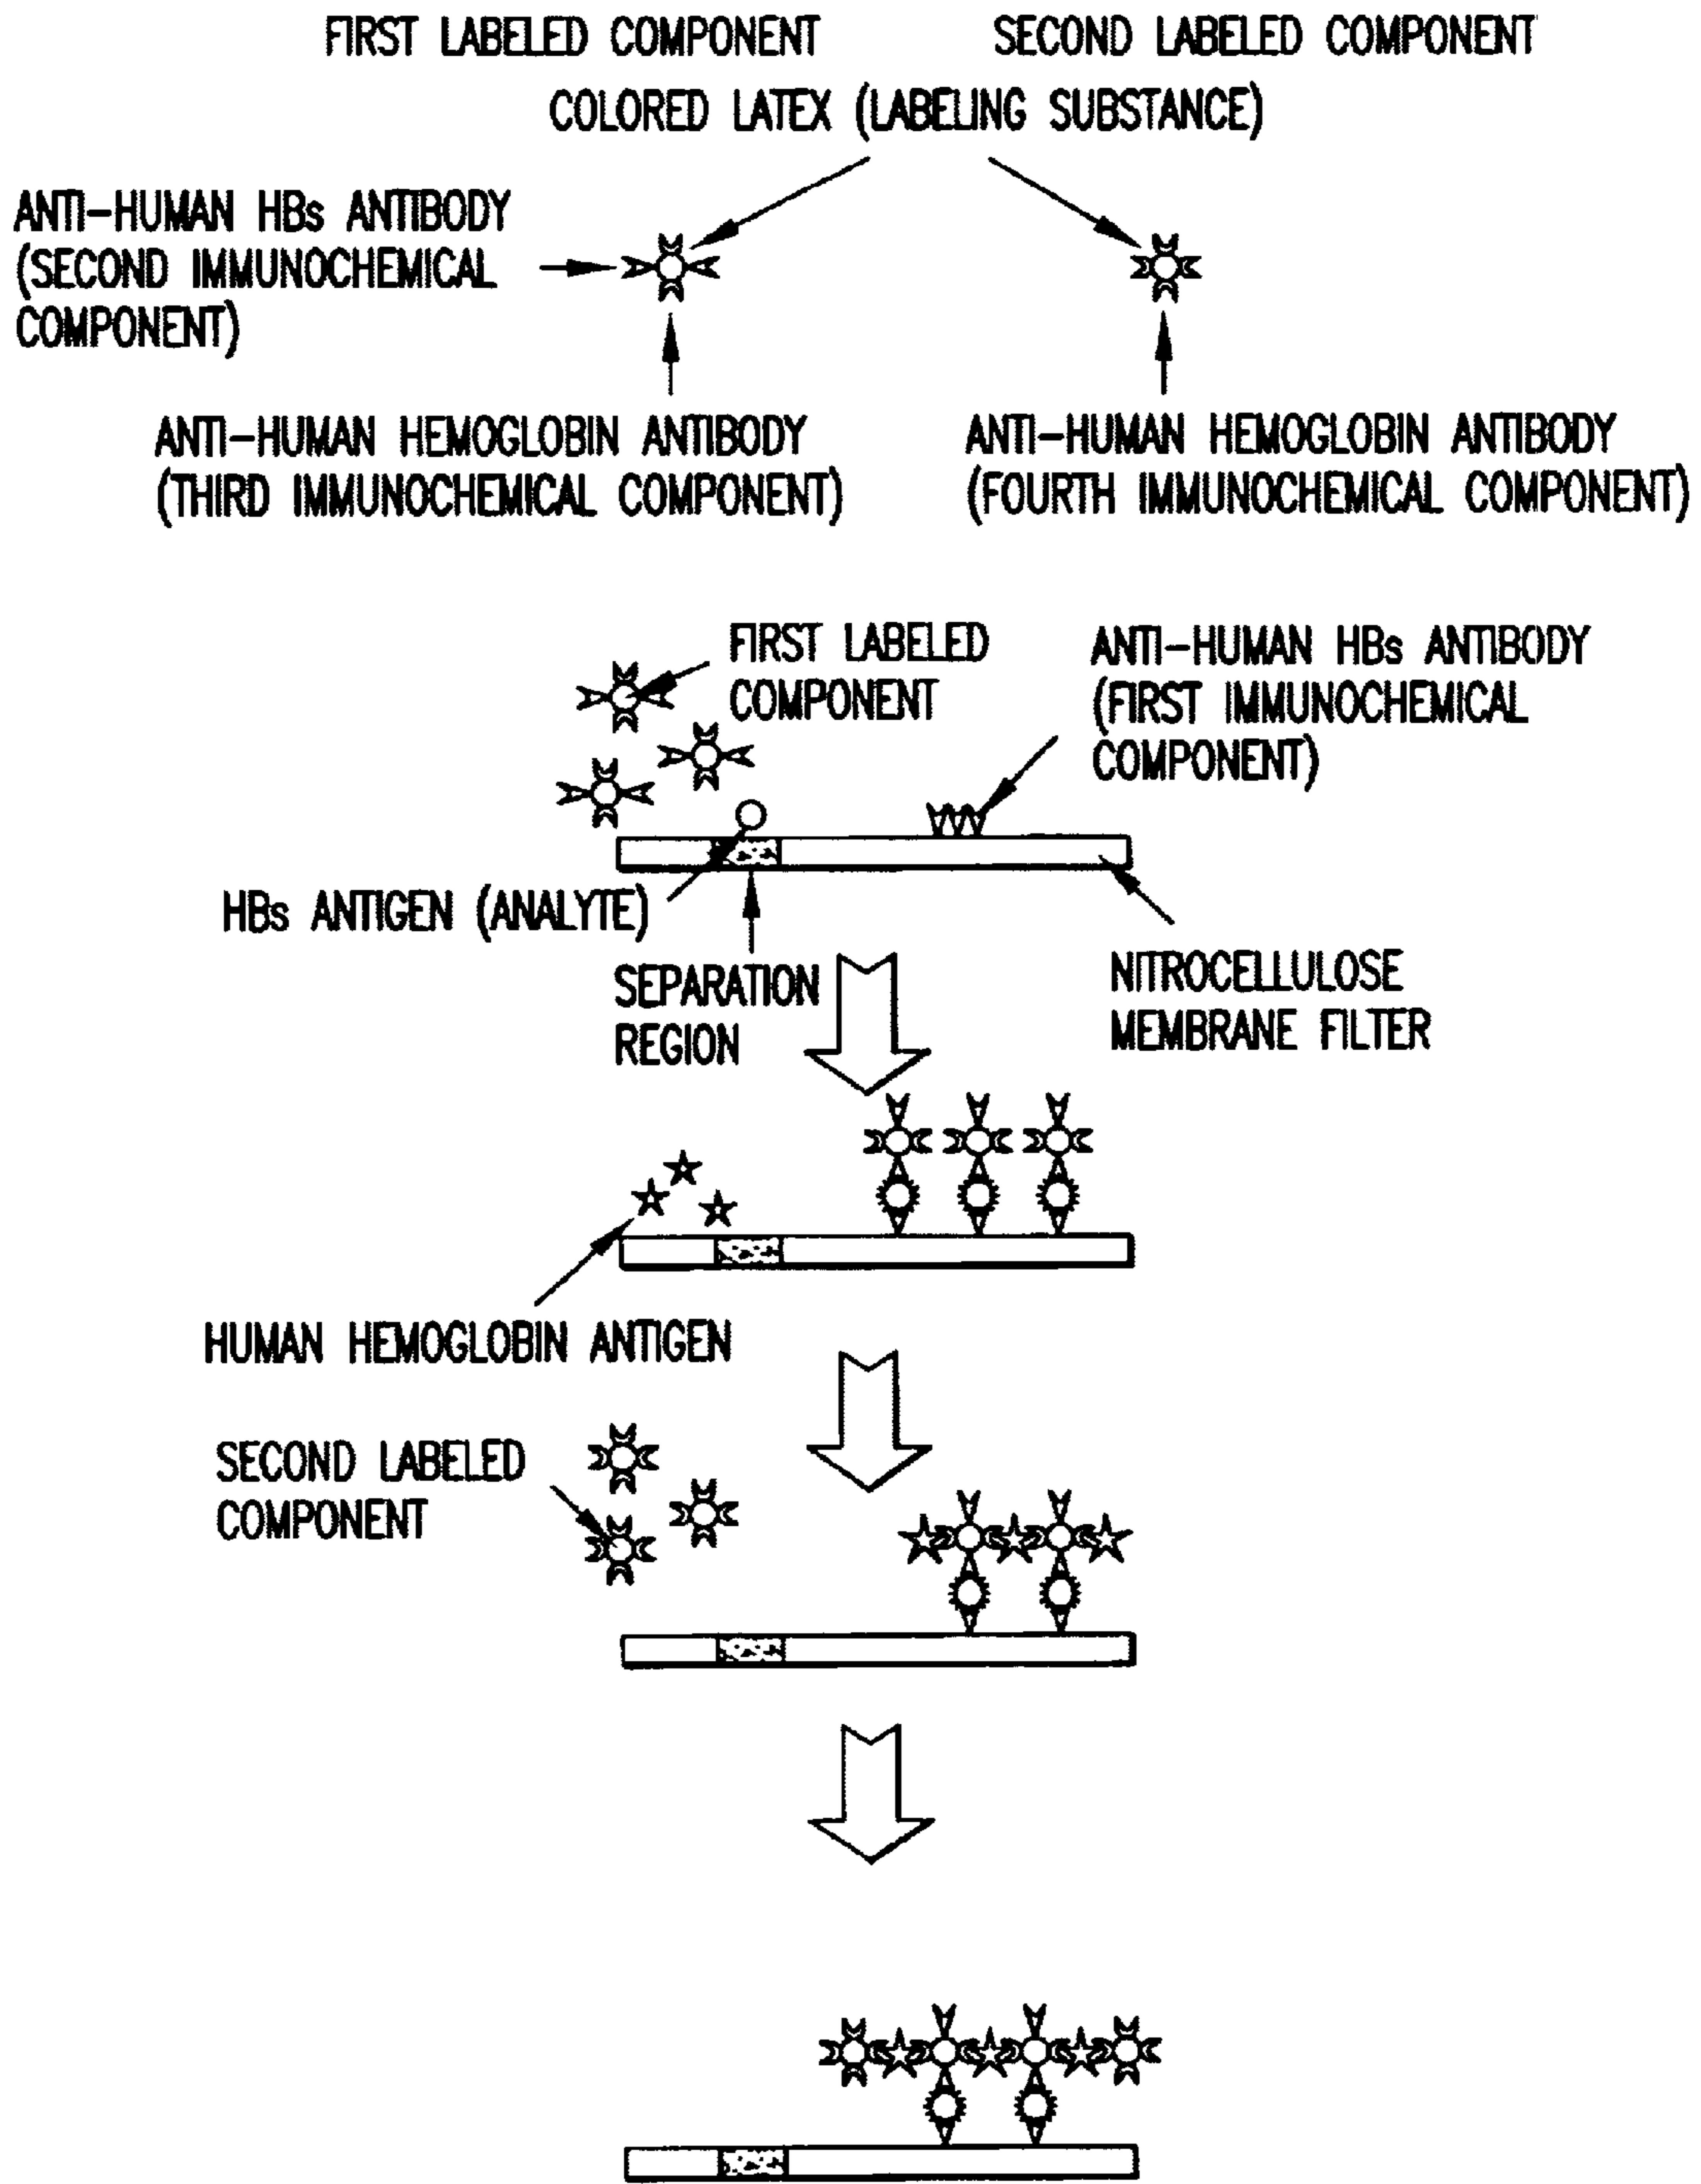 FIRST LABELED COMPONENT
SECOND LABELED COMPONENT
COLORED LATEX (LABELING SUBSTANCE)
ANTI-HUMAN HBs ANTIBODY
(SECOND IMMUNOCHEMICAL
COMPONENT)
ANTI-HUMAN HEMOGLOBIN ANTIBODY
(THIRD IMMUNOCHEMICAL COMPONENT)
ANTI-HUMAN HEMOGLOBIN ANTIBODY
(FOURTH IMMUNOCHEMICAL COMPONENT)
FIRST LABELED
COMPONENT
ANTI-HUMAN HBs ANTIBODY
(FIRST IMMUNOCHEMICAL
COMPONENT)
HBs ANTIGEN (ANALYTE)
SEPARATION
REGION
NITROCELLULOSE
MEMBRANE FILTER
HUMAN HEMOGLOBIN ANTIGEN
SECOND LABELED
COMPONENT